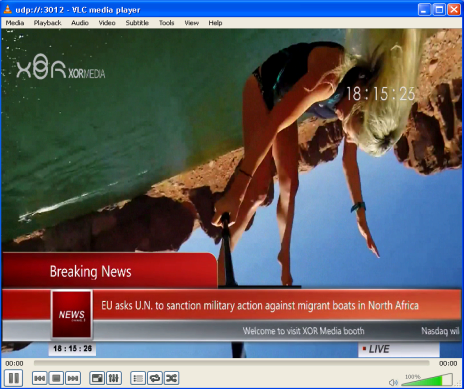 udp://:3012 - VLC media player
Media Playback Audio Video Subtitle Tools View Help
xor XOR MEDIA
18:15:25
Breaking News
NEWS
EU asks U.N. to sanction military action against migrant boats in North Africa
Welcome to visit XOR Media booth Nasdaq wil
18:15:26
LIVE
00:00 00:00
100%